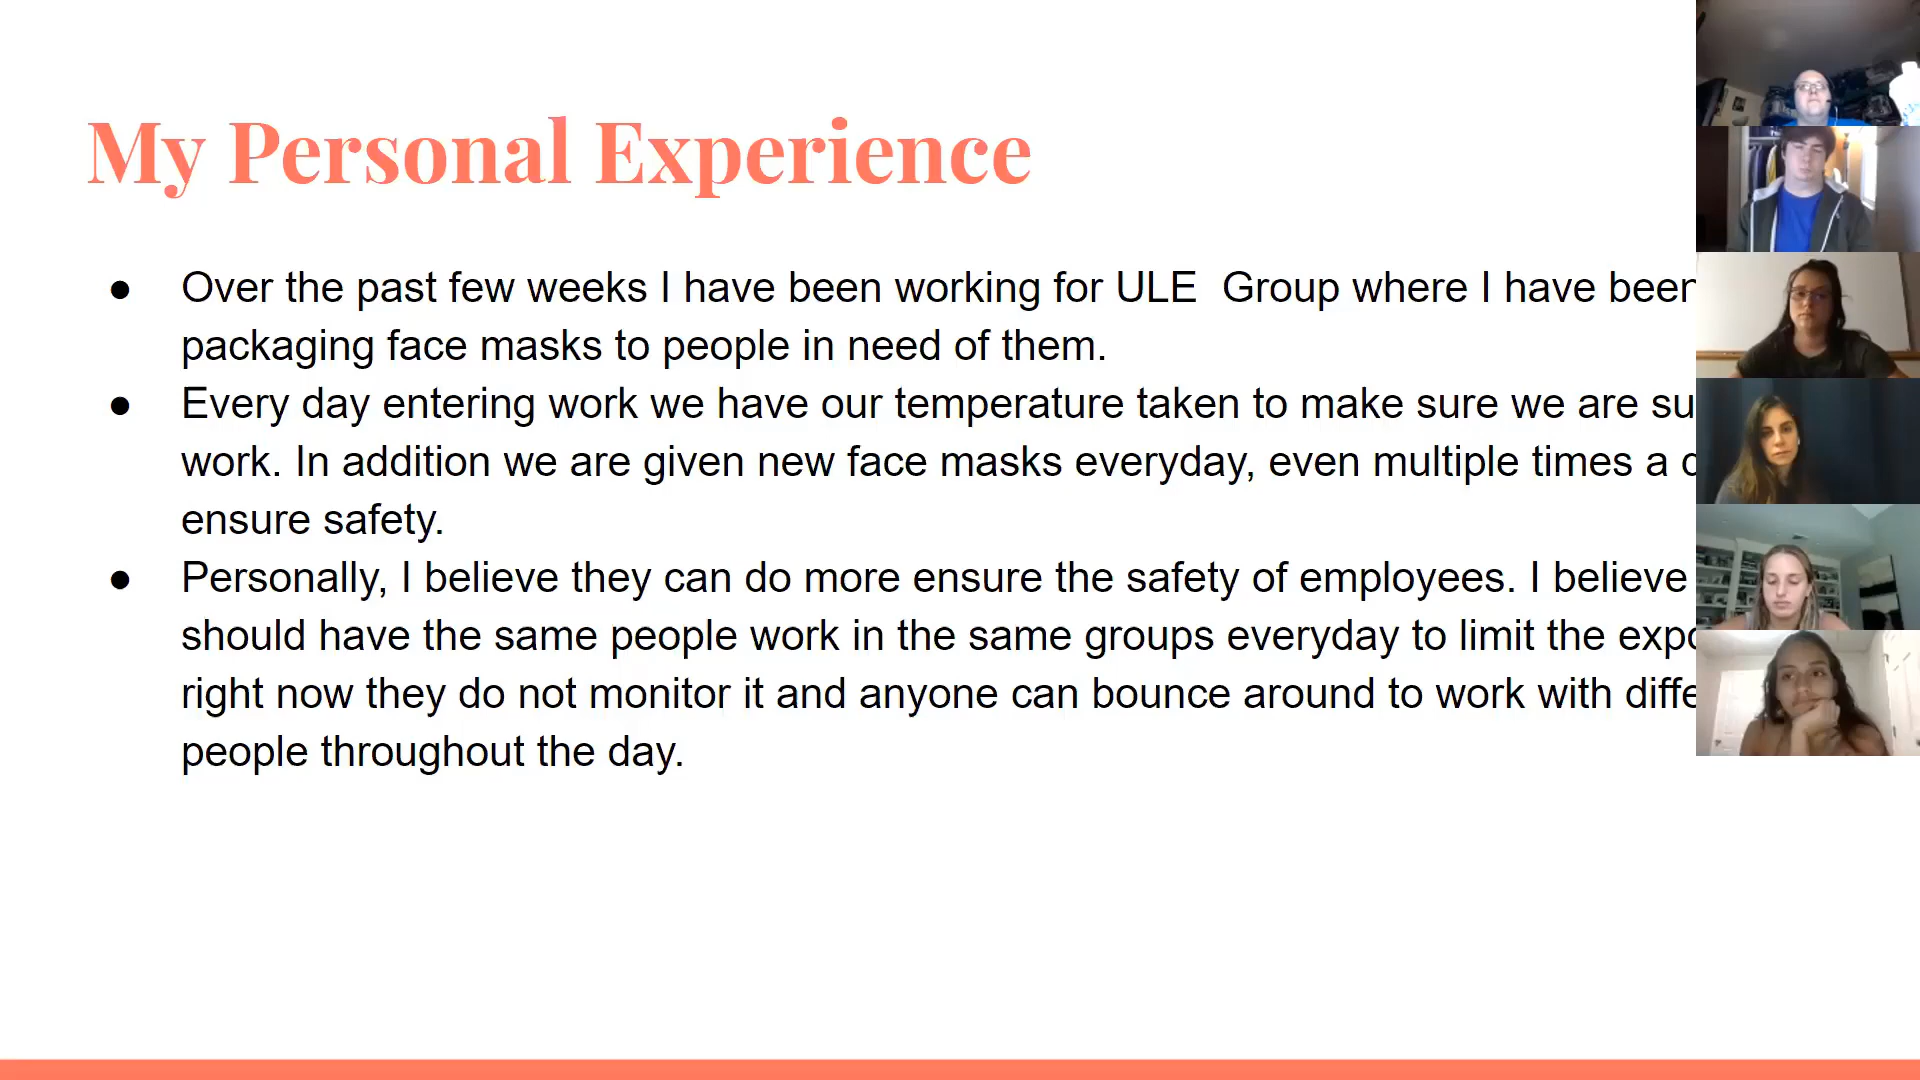 My Personal Experience
● Over the past few weeks I have been working for ULE Group where I have been
packaging face masks to people in need of them.
● Every day entering work we have our temperature taken to make sure we are
work. In addition we are given new face masks everyday, even multiple times a
ensure safety.
● Personally, I believe they can do more ensure the safety of employees. I believe
should have the same people work in the same groups everyday to limit the
right now they do not monitor it and anyone can bounce around to work with
people throughout the day.